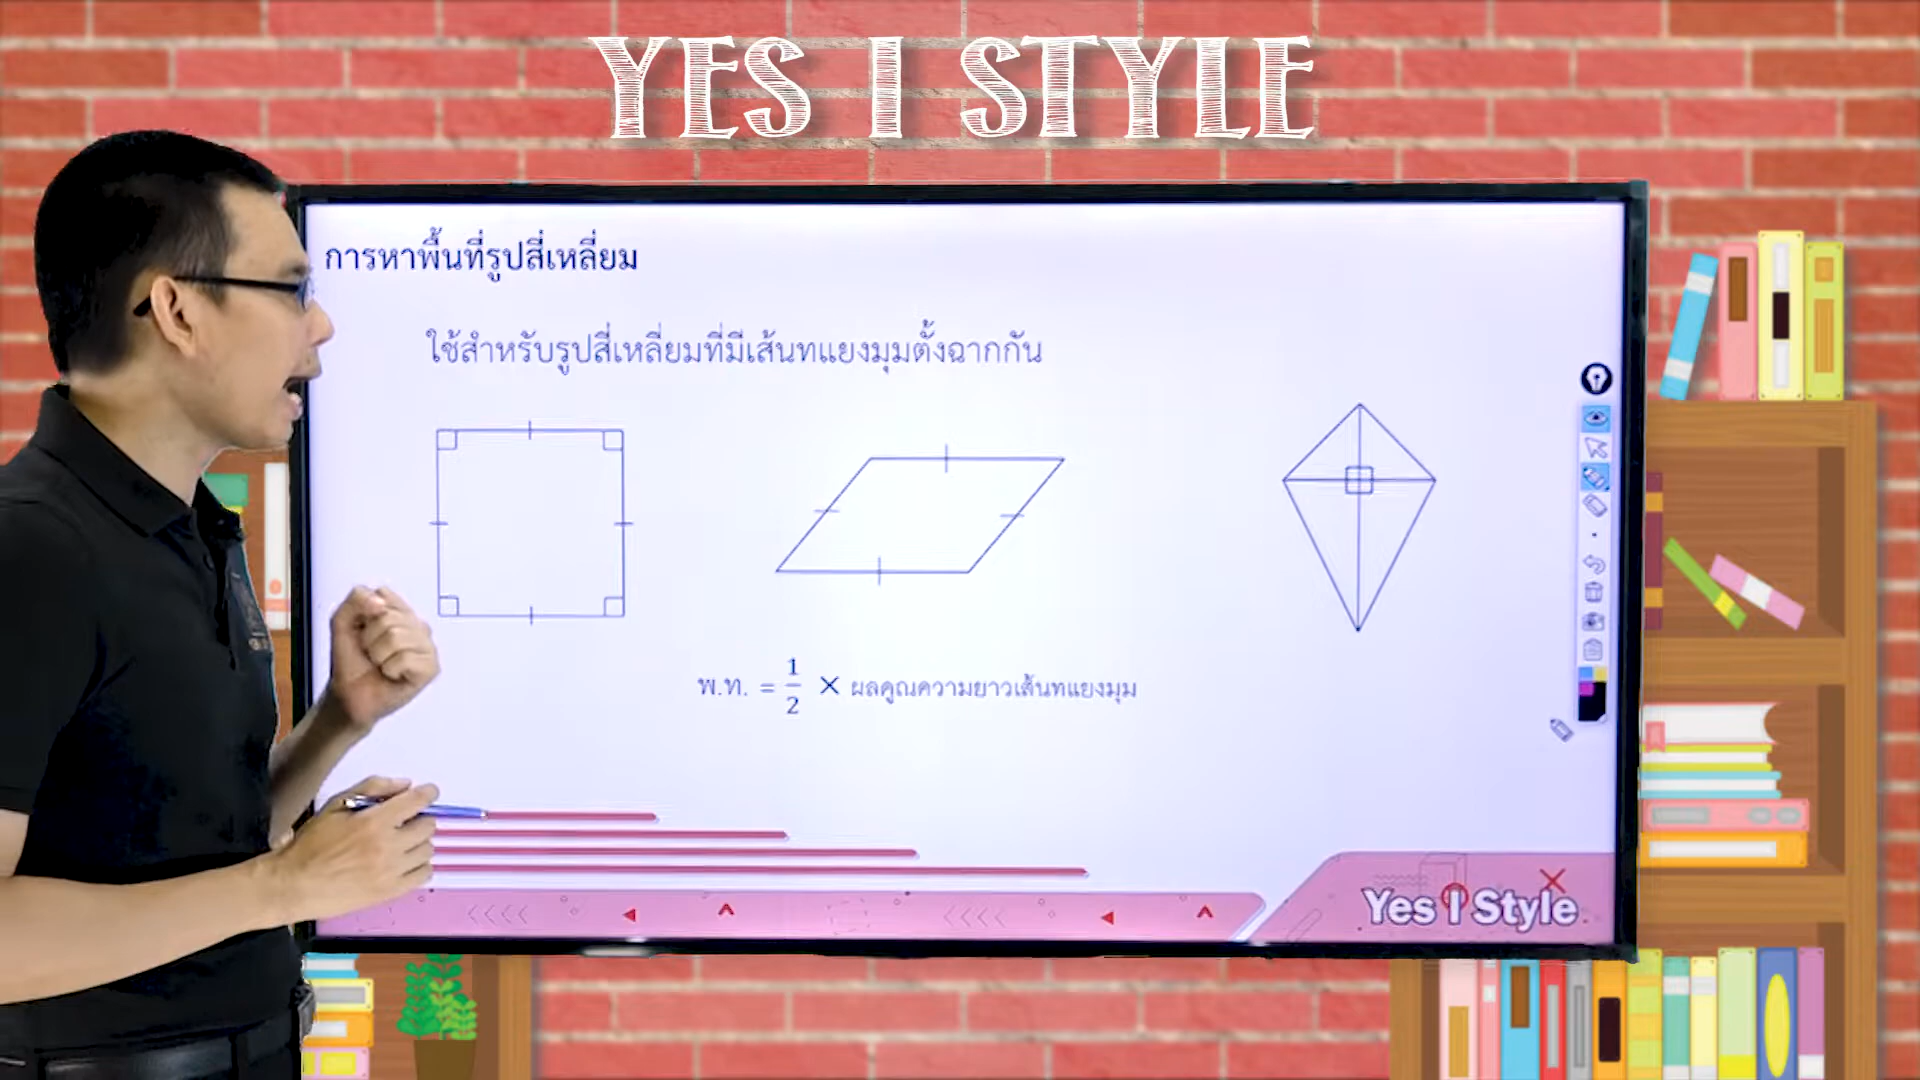 YES I STYLE
การหาพื้นที่รูปสี่เหลี่ยม
ใช้สำหรับรูปสี่เหลี่ยมที่มีเส้นทแยงมุมตั้งฉากกัน
พ.ท. = 1/2 × ผลคูณความยาวเส้นทแยงมุม
Yes I Style